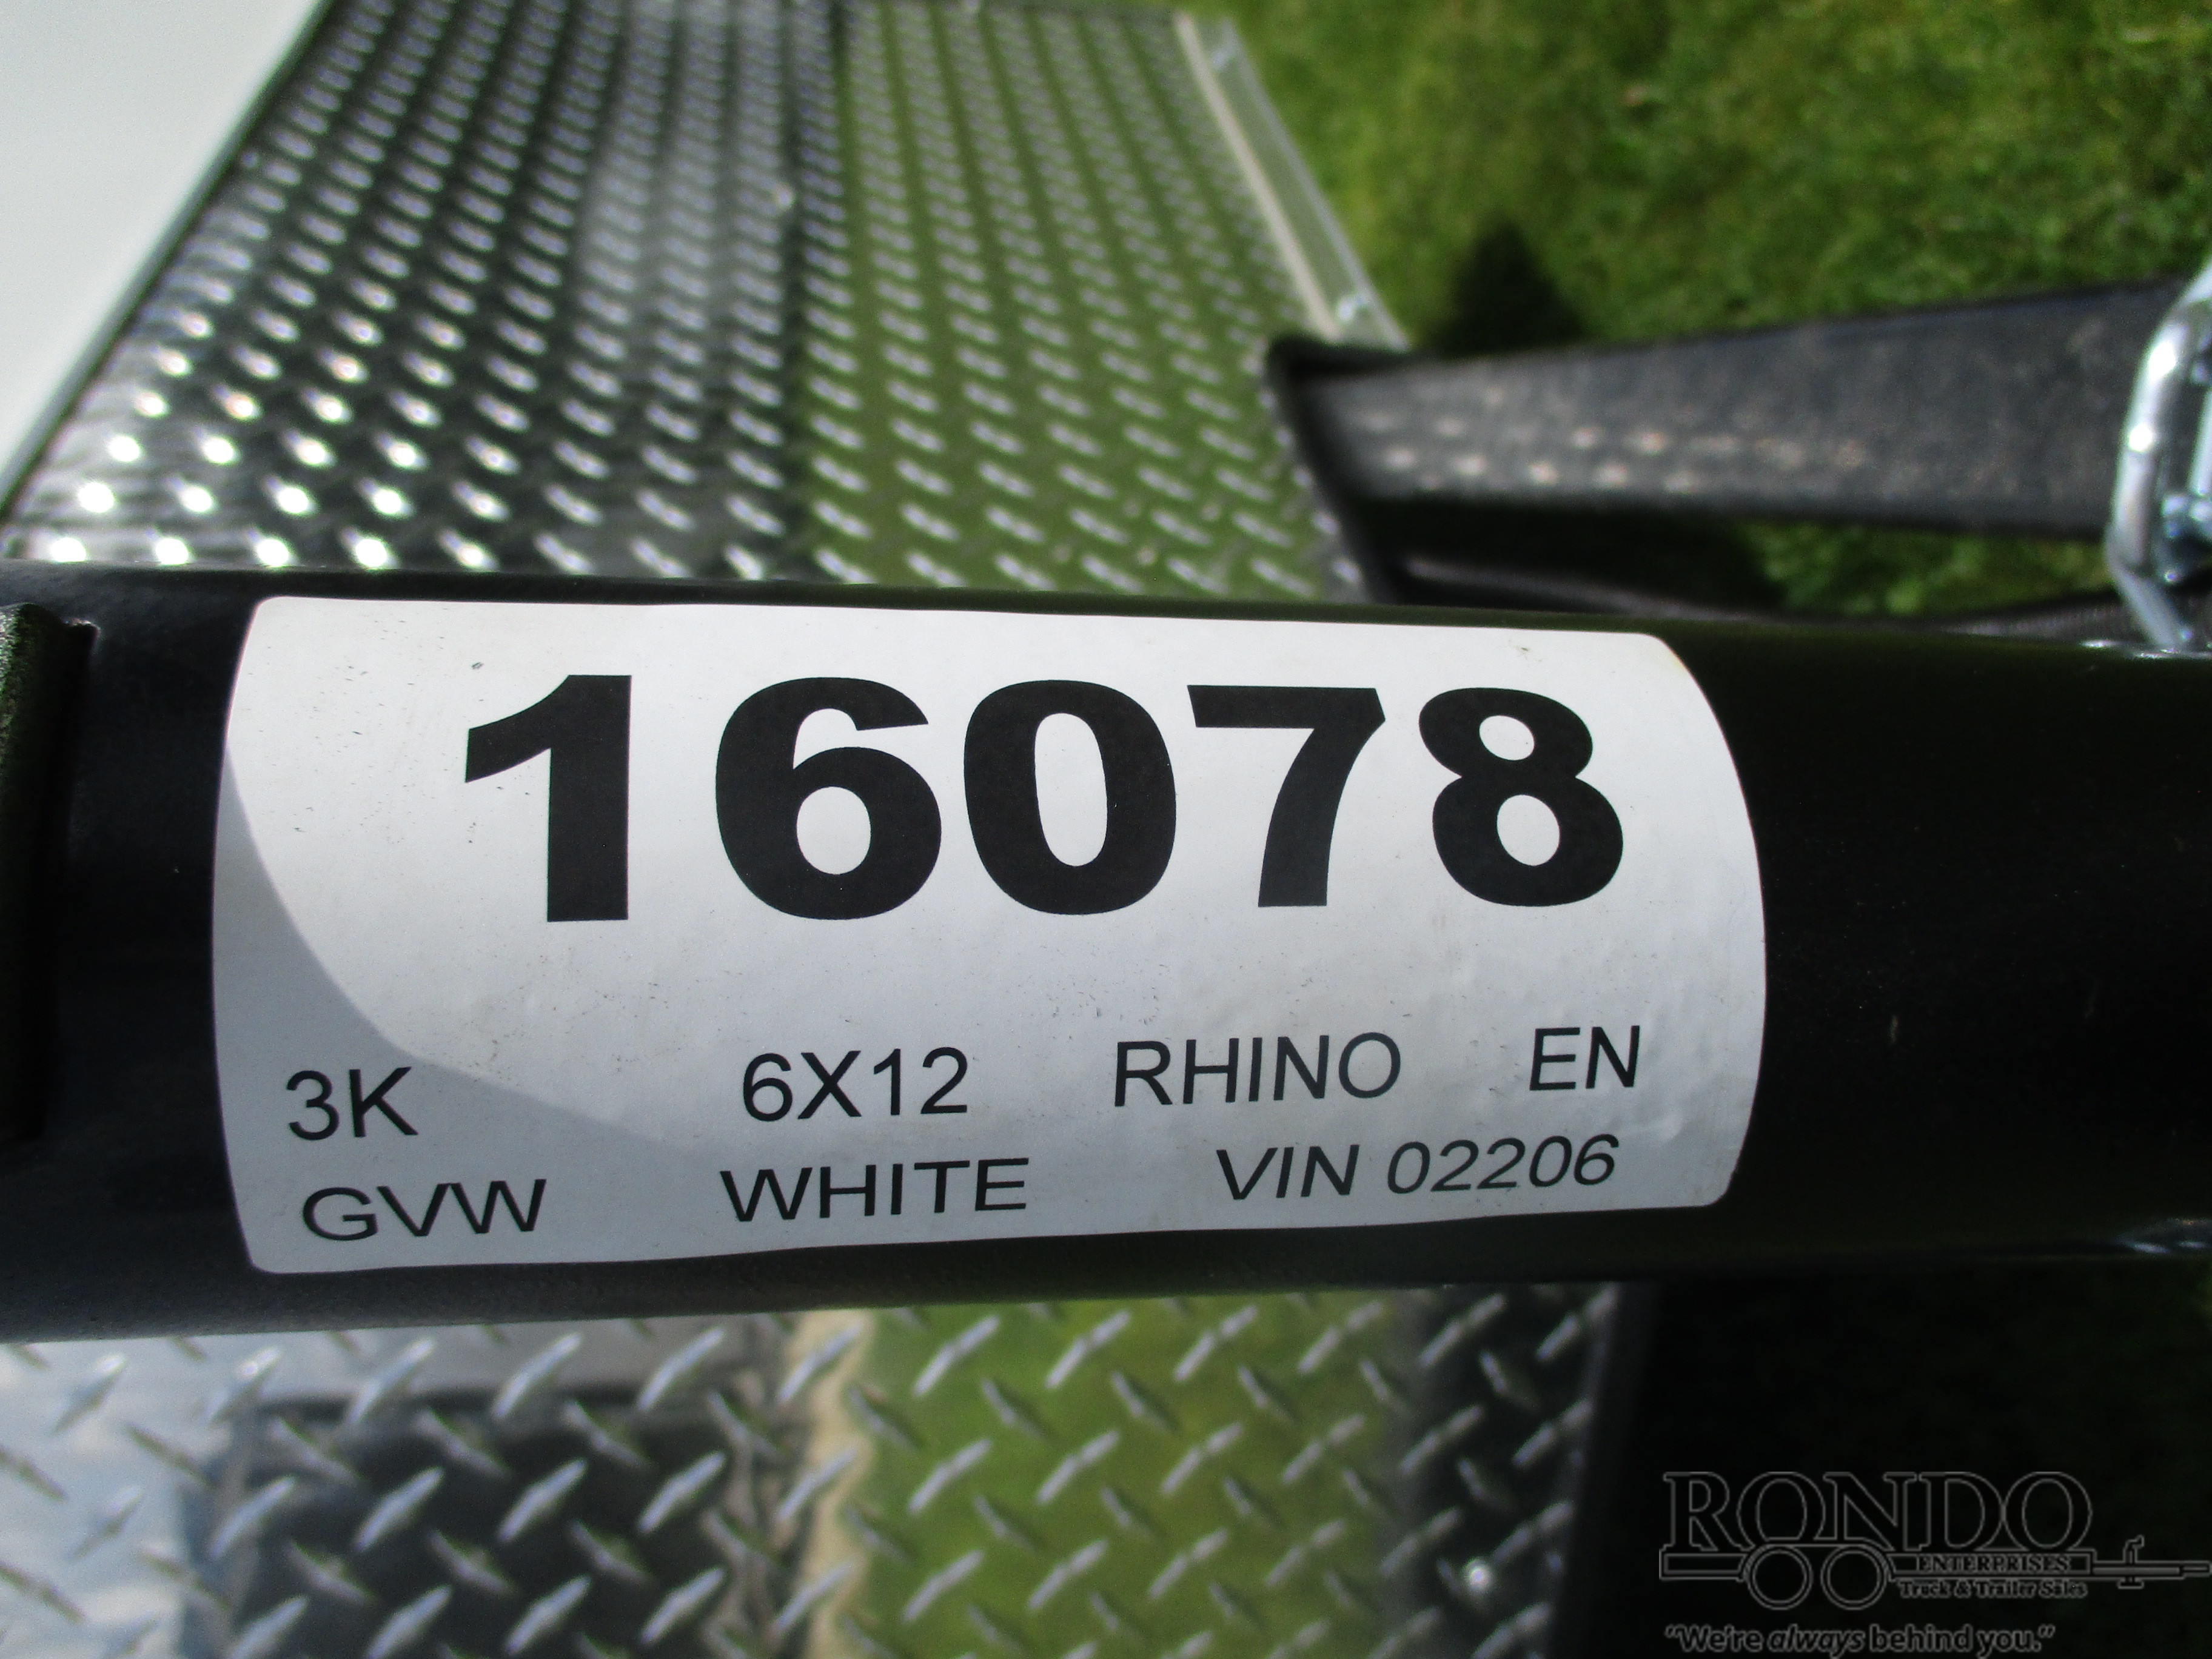 16078
3K 6X12 RHINO EN
GVW WHITE VIN 02206
RONDO
ENTERPRISES
Truck & Trailer Sales
"We're always behind you."